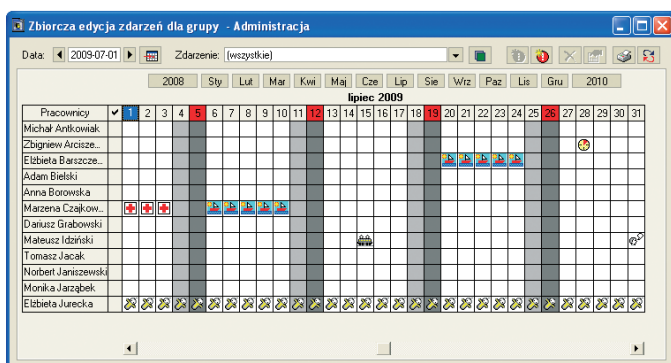 Zbiorcza edycja zdarzeń dla grupy - Administracja
Data: 2009-07-01 Zdarzenie: (wszystkie)
2008 Sty Lut Mar Kwi Maj Cze Lip Sie Wrz Paz Lis Gru 2010
lipiec 2009
Pracownicy 1 2 3 4 5 6 7 8 9 10 11 12 13 14 15 16 17 18 19 20 21 22 23 24 25 26 27 28 29 30 31
Michał Antkowiak
Zbigniew Arcisze...
Elżbieta Barszcze...
Adam Bielski
Anna Borowska
Marzena Czajkow...
Dariusz Grabowski
Mateusz Idziński
Tomasz Jacak
Norbert Janiszewski
Monika Jarząbek
Elżbieta Jurecka